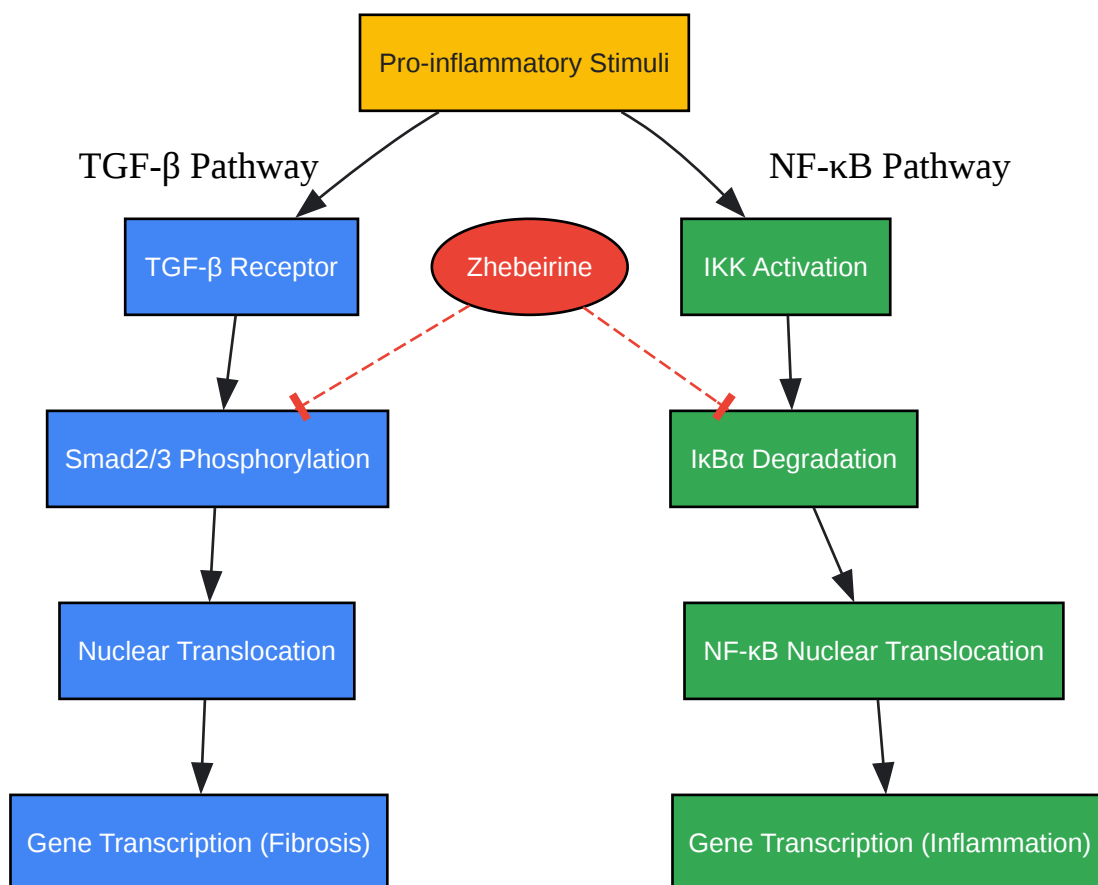 Pro-inflammatory Stimuli
TGF-β Pathway
NF-κB Pathway
TGF-β Receptor
Zhebeirine
IKK Activation
Smad2/3 Phosphorylation
IκBα Degradation
Nuclear Translocation
NF-κB Nuclear Translocation
Gene Transcription (Fibrosis)
Gene Transcription (Inflammation)